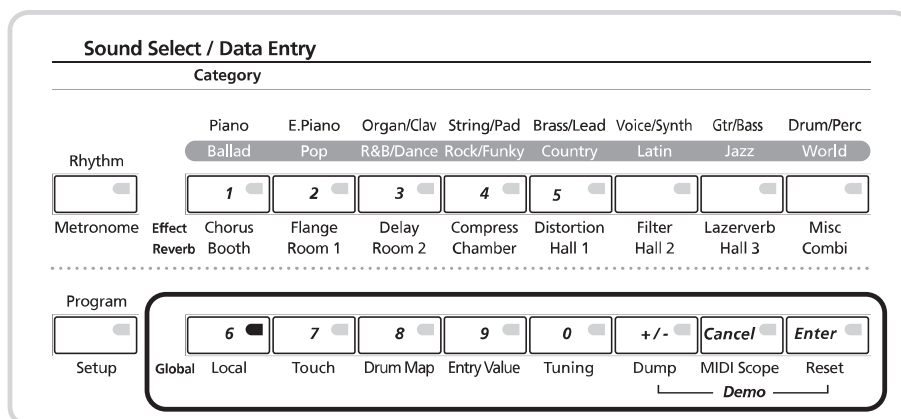 Sound Select / Data Entry
Category
Piano E.Piano Organ/Clav String/Pad Brass/Lead Voice/Synth Gtr/Bass Drum/Perc
Rhythm Ballad Pop R&B/Dance Rock/Funky Country Latin Jazz World
1 2 3 4 5
Metronome Effect Chorus Flange Delay Compress Distortion Filter Lazerverb Misc
Reverb Booth Room 1 Room 2 Chamber Hall 1 Hall 2 Hall 3 Combi
Program
6 7 8 9 0 +/- Cancel Enter
Setup Global Local Touch Drum Map Entry Value Tuning Dump MIDI Scope Reset
Demo